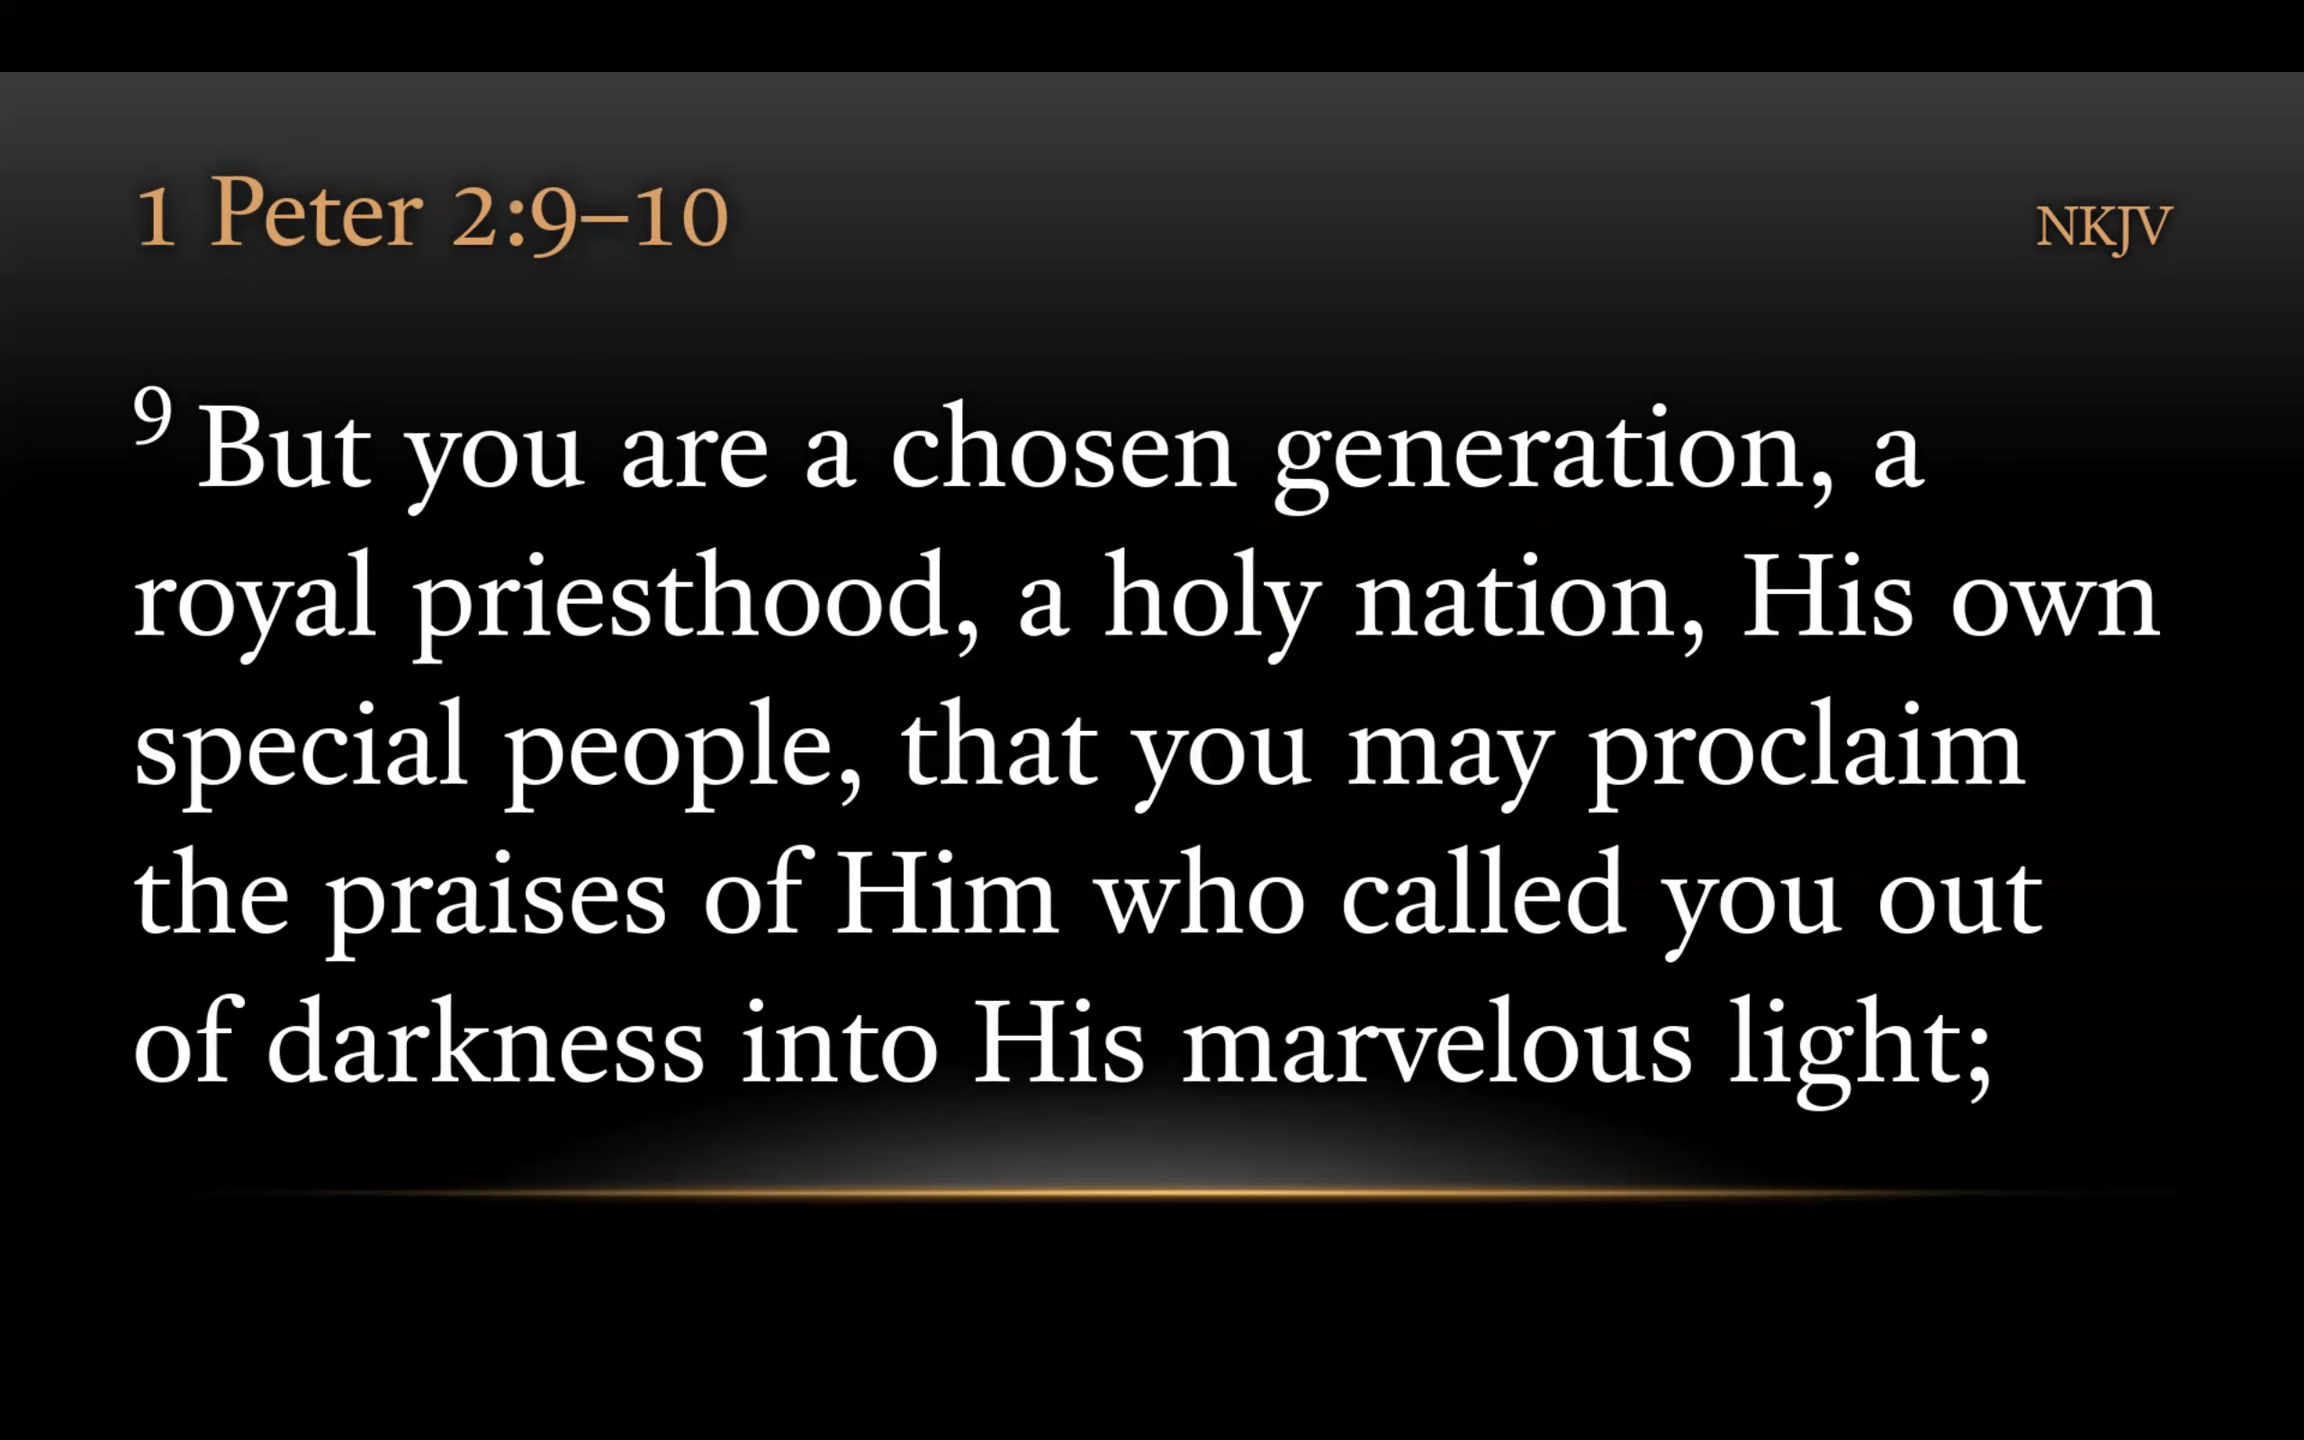 1 Peter 2:9–10 NKJV
9 But you are a chosen generation, a
royal priesthood, a holy nation, His own
special people, that you may proclaim
the praises of Him who called you out
of darkness into His marvelous light;